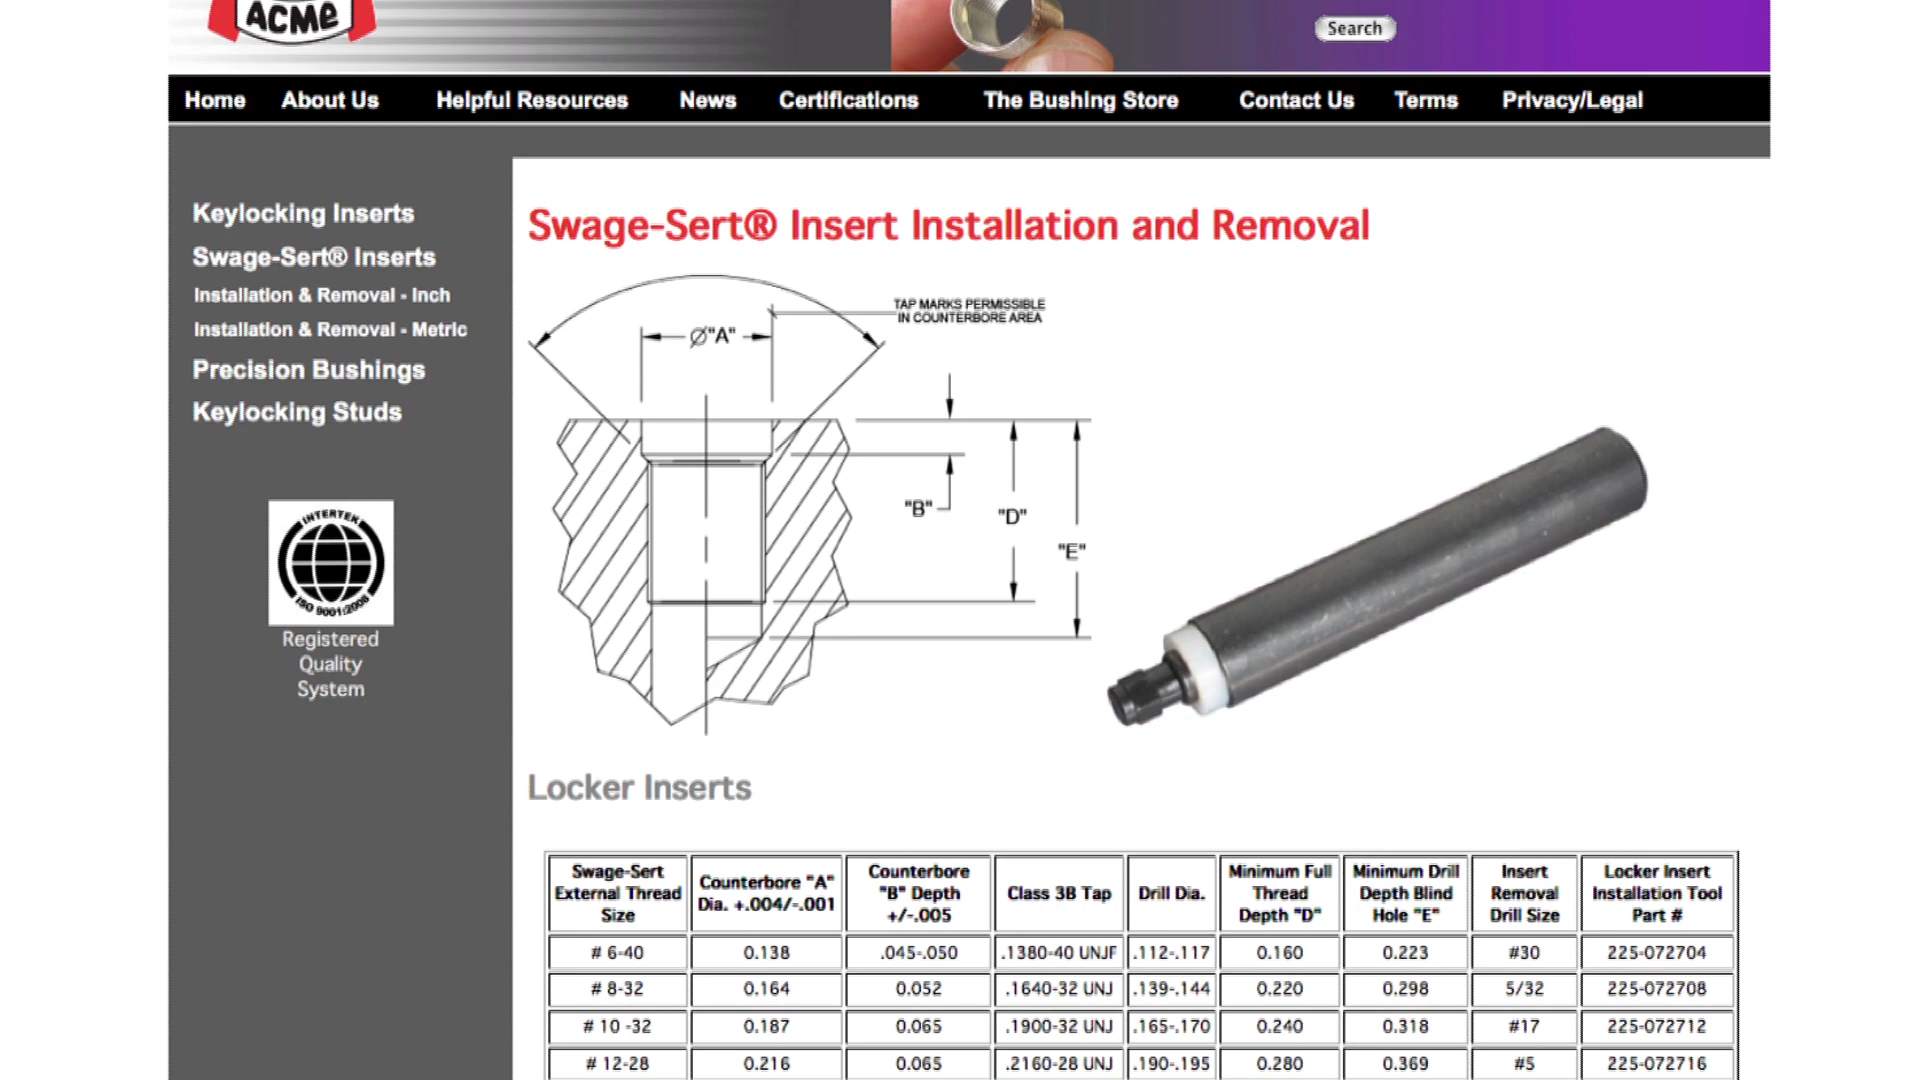 ACME
Search
Home About Us Helpful Resources News Certifications The Bushing Store Contact Us Terms Privacy/Legal
Keylocking Inserts
Swage-Sert® Inserts
Installation & Removal - Inch
Installation & Removal - Metric
Precision Bushings
Keylocking Studs
INTERTEK
ISO 9001:2008
Registered
Quality
System
Swage-Sert® Insert Installation and Removal
TAP MARKS PERMISSIBLE
IN COUNTERBORE AREA
Ø"A"
"B"
"D"
"E"
Locker Inserts
Swage-Sert External Thread Size | Counterbore "A" Dia. +.004/-.001 | Counterbore "B" Depth +/-.005 | Class 3B Tap | Drill Dia. | Minimum Full Thread Depth "D" | Minimum Drill Depth Blind Hole "E" | Insert Removal Drill Size | Locker Insert Installation Tool Part #
# 6-40 | 0.138 | .045-.050 | .1380-40 UNJF | .112-.117 | 0.160 | 0.223 | #30 | 225-072704
# 8-32 | 0.164 | 0.052 | .1640-32 UNJ | .139-.144 | 0.220 | 0.298 | 5/32 | 225-072708
# 10 -32 | 0.187 | 0.065 | .1900-32 UNJ | .165-.170 | 0.240 | 0.318 | #17 | 225-072712
# 12-28 | 0.216 | 0.065 | .2160-28 UNJ | .190-.195 | 0.280 | 0.369 | #5 | 225-072716